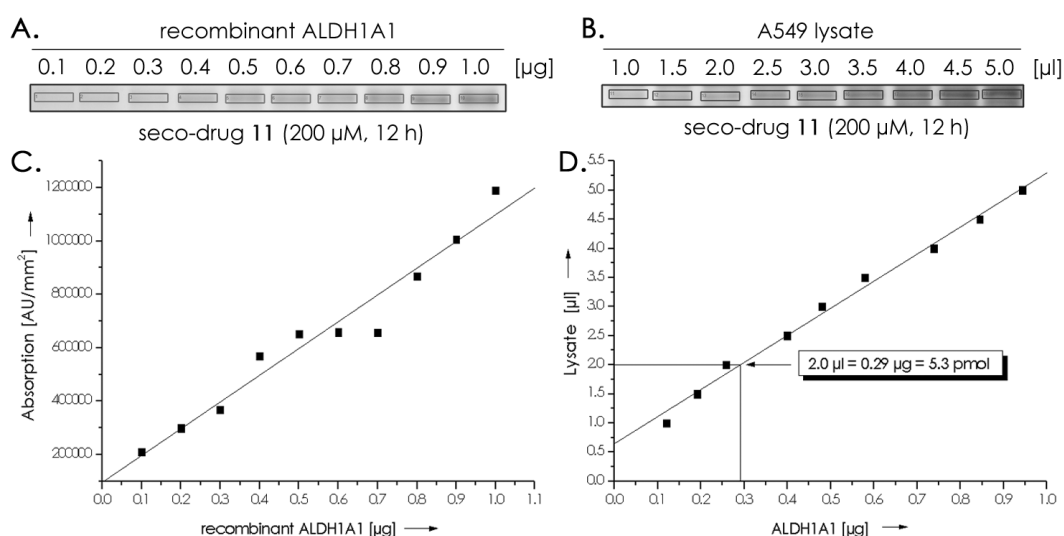 A.
recombinant ALDH1A1
0.1 0.2 0.3 0.4 0.5 0.6 0.7 0.8 0.9 1.0 [µg]
seco-drug 11 (200 µM, 12 h)
B.
A549 lysate
1.0 1.5 2.0 2.5 3.0 3.5 4.0 4.5 5.0 [µl]
seco-drug 11 (200 µM, 12 h)
C.
Absorption [AU/mm²]
1200000
1000000
800000
600000
400000
200000
0.0 0.1 0.2 0.3 0.4 0.5 0.6 0.7 0.8 0.9 1.0 1.1
recombinant ALDH1A1 [µg]
D.
Lysate [µl]
5.5
5.0
4.5
4.0
3.5
3.0
2.5
2.0
1.5
1.0
0.5
0.0
2.0 µl = 0.29 µg = 5.3 pmol
0.0 0.1 0.2 0.3 0.4 0.5 0.6 0.7 0.8 0.9 1.0
ALDH1A1 [µg]